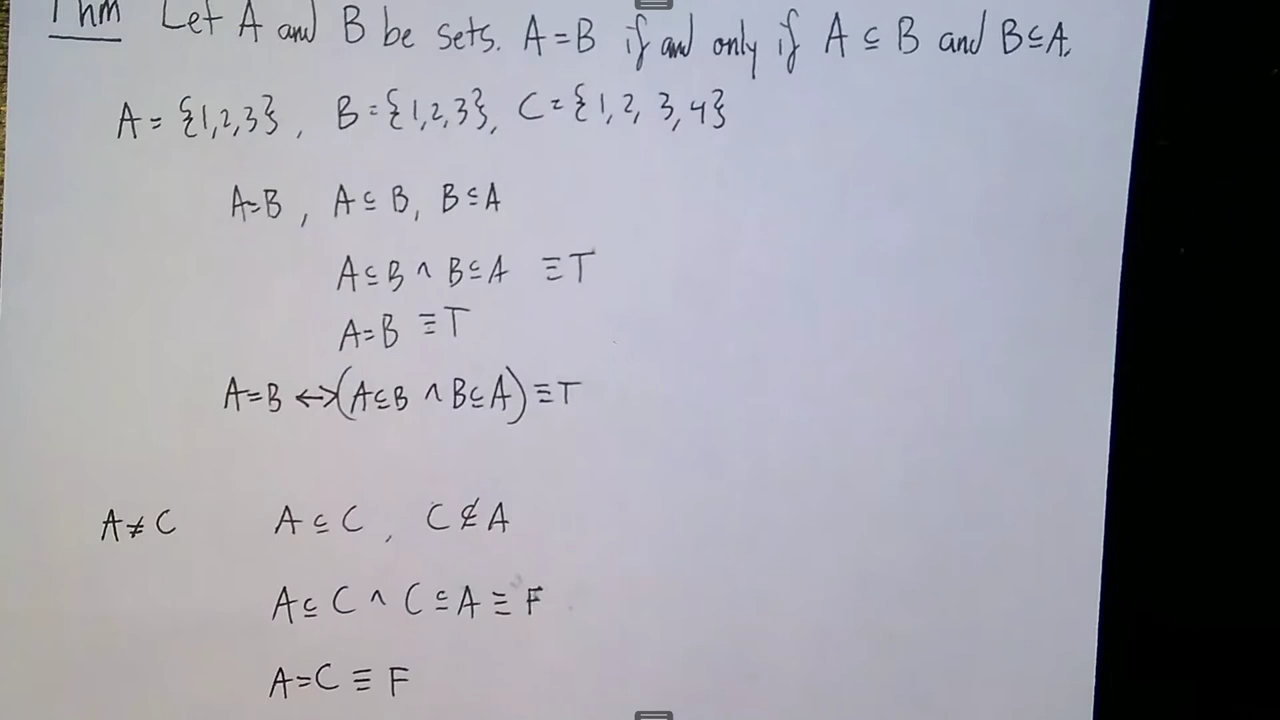 Thm Let A and B be sets. A=B if and only if A ⊆ B and B⊆A.
A = {1,2,3}, B = {1,2,3}, C = {1, 2, 3, 4}
A=B, A ⊆ B, B ⊆ A
A⊆B ∧ B⊆A ≡T
A=B ≡T
A=B ↔(A⊆B ∧ B⊆A)≡T
A≠C A ⊆ C, C ⊈ A
A⊆ C ∧ C ⊆A ≡ F
A=C ≡ F